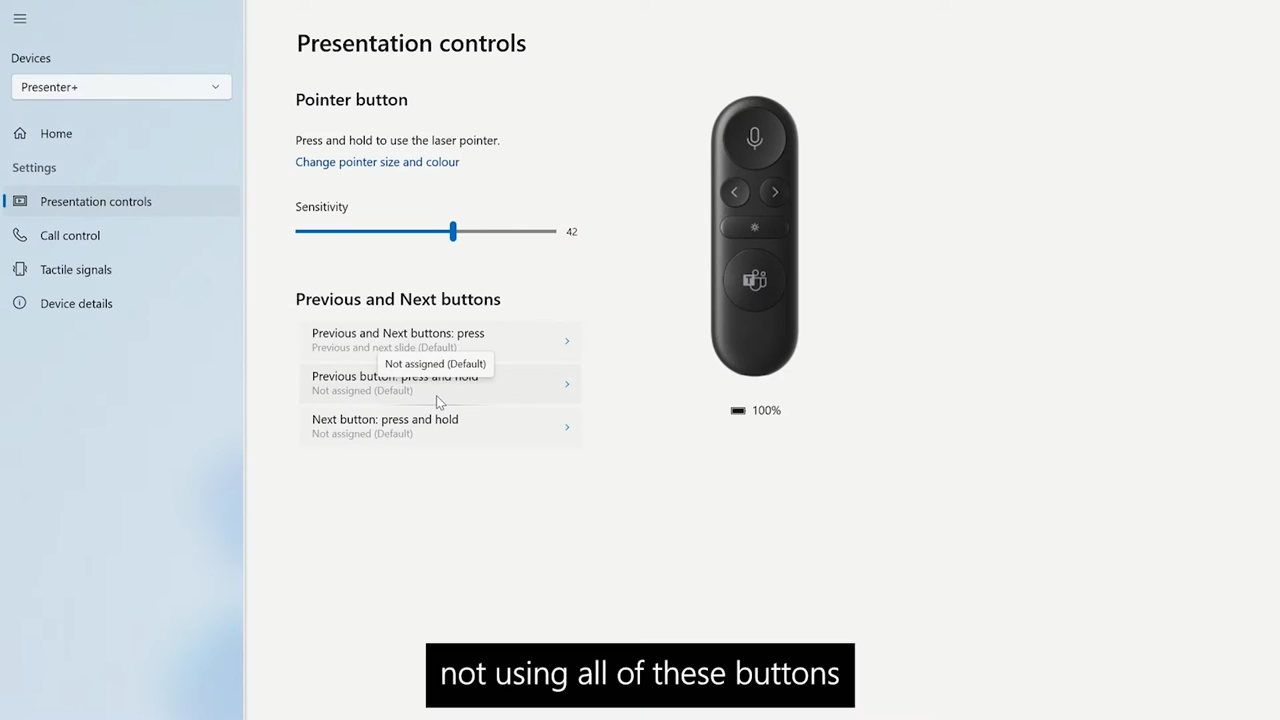 Devices
Presenter+
Home
Settings
Presentation controls
Call control
Tactile signals
Device details
Presentation controls
Pointer button
Press and hold to use the laser pointer.
Change pointer size and colour
Sensitivity
42
Previous and Next buttons
Previous and Next buttons: press
Previous and next slide (Default)
Not assigned (Default)
Previous button: press and hold
Not assigned (Default)
Next button: press and hold
Not assigned (Default)
100%
not using all of these buttons